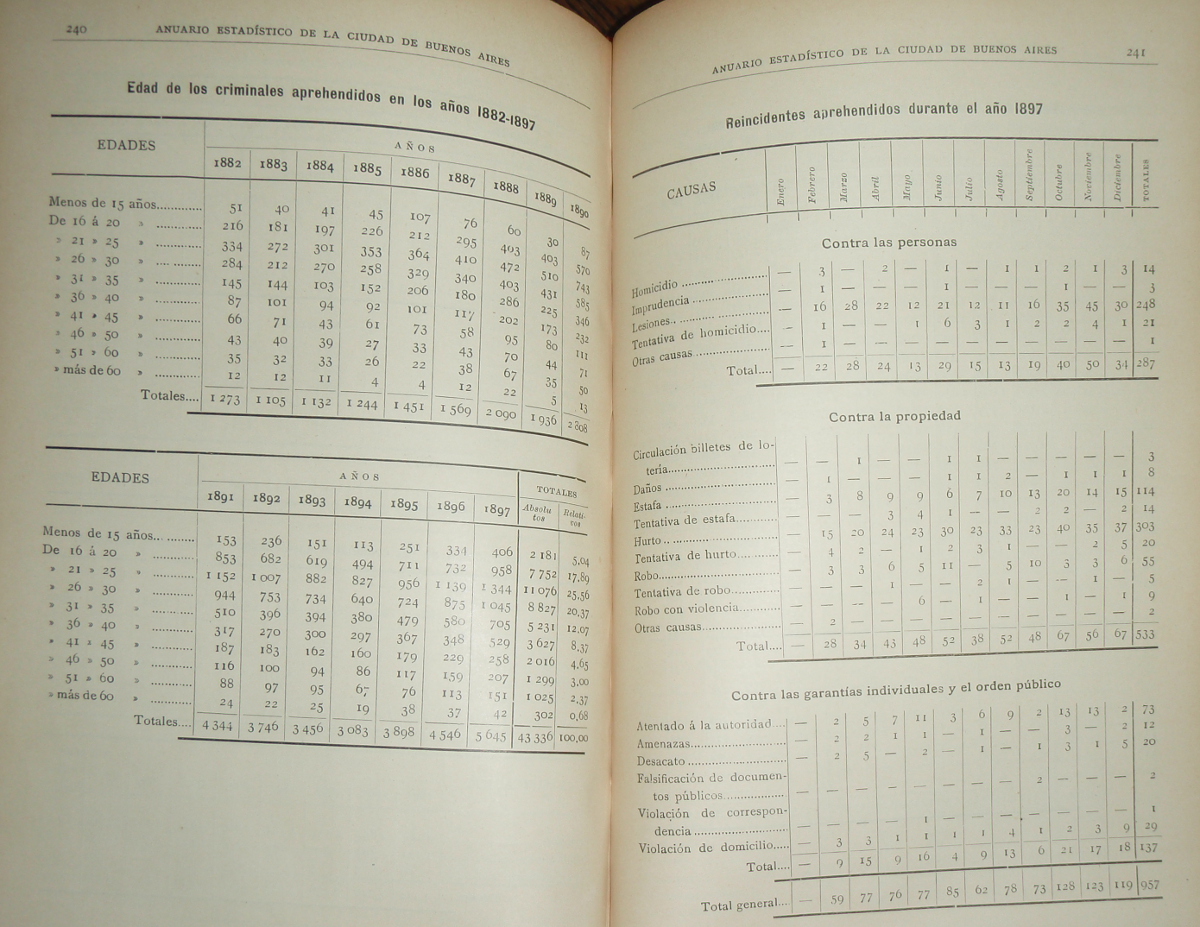 240 ANUARIO ESTADÍSTICO DE LA CIUDAD DE BUENOS AIRES
Edad de los criminales aprehendidos en los años 1882-1897
EDADES
AÑOS
1882 1883 1884 1885 1886 1887 1888 1889 1890
Menos de 15 años 51 40 41 45 107 76 60 30 87
De 16 á 20 » 216 181 197 226 212 295 403 403 570
» 21 » 25 » 334 272 301 353 364 410 472 510 743
» 26 » 30 » 284 212 270 258 329 340 403 431 585
» 31 » 35 » 145 144 103 152 206 180 286 225 346
» 36 » 40 » 87 101 94 92 101 117 202 173 232
» 41 » 45 » 66 71 43 61 73 58 95 80 111
» 46 » 50 » 43 40 39 27 33 43 70 44 71
» 51 » 60 » 35 32 33 26 22 38 67 35 50
» más de 60 » 12 12 11 4 4 12 22 5 13
Totales 1 273 1 105 1 132 1 244 1 451 1 569 2 090 1 936 2 808
EDADES
AÑOS
TOTALES
1891 1892 1893 1894 1895 1896 1897 Absolutos Relativos
Menos de 15 años 153 236 151 113 251 334 406 2 181 5,04
De 16 á 20 » 853 682 619 494 711 732 958 7 752 17,89
» 21 » 25 » 1 152 1 007 882 827 956 1 139 1 344 11 076 25,56
» 26 » 30 » 944 753 734 640 724 875 1 045 8 827 20,37
» 31 » 35 » 510 396 394 380 479 580 705 5 231 12,07
» 36 » 40 » 317 270 300 297 367 348 529 3 627 8,37
» 41 » 45 » 187 183 162 160 179 229 258 2 016 4,65
» 46 » 50 » 116 100 94 86 117 159 207 1 299 3,00
» 51 » 60 » 88 97 95 67 76 113 151 1 025 2,37
» más de 60 » 24 22 25 19 38 37 42 302 0,68
Totales 4 344 3 746 3 456 3 083 3 898 4 546 5 645 43 336 100,00
ANUARIO ESTADÍSTICO DE LA CIUDAD DE BUENOS AIRES 241
Reincidentes aprehendidos durante el año 1897
CAUSAS Enero Febrero Marzo Abril Mayo Junio Julio Agosto Septiembre Octubre Noviembre Diciembre TOTALES
Contra las personas
Homicidio — 3 — 2 — 1 — 1 1 2 1 3 14
Imprudencia — 1 — — — 1 — — — 1 — — 3
Lesiones — 16 28 22 12 21 12 11 16 35 45 30 248
Tentativa de homicidio — 1 — — 1 6 3 1 2 2 4 1 21
Otras causas — 1 — — — — — — — — — — 1
Total — 22 28 24 13 29 15 13 19 40 50 34 287
Contra la propiedad
Circulación billetes de lo-
tería — — 1 — — 1 1 — — — — — 3
Daños — 1 — — — 1 1 2 — 1 1 1 8
Estafa — 3 8 9 9 6 7 10 13 20 14 15 114
Tentativa de estafa — — — 3 4 1 — — 2 2 — 2 14
Hurto — 15 20 24 23 30 23 33 23 40 35 37 303
Tentativa de hurto — 4 2 — 1 2 3 1 — — 2 5 20
Robo — 3 3 6 5 11 — 5 10 3 3 6 55
Tentativa de robo — — — 1 — — 2 1 — — 1 — 5
Robo con violencia — — — — 6 — 1 — — 1 — 1 9
Otras causas — 2 — — — — — — — — — — 2
Total — 28 34 43 48 52 38 52 48 67 56 67 533
Contra las garantías individuales y el orden público
Atentado á la autoridad — 2 5 7 11 3 6 9 2 13 13 2 73
Amenazas — 2 2 1 1 — 1 — — 3 — 2 12
Desacato — 2 5 — 2 — 1 — 1 3 1 5 20
Falsificación de documen-
tos públicos — — — — — — — — 2 — — — 2
Violación de correspon-
dencia — — — — 1 — — — — — — — 1
Violación de domicilio — 3 3 1 1 1 1 4 1 2 3 9 29
Total — 9 15 9 16 4 9 13 6 21 17 18 137
Total general — 59 77 76 77 85 62 78 73 128 123 119 957